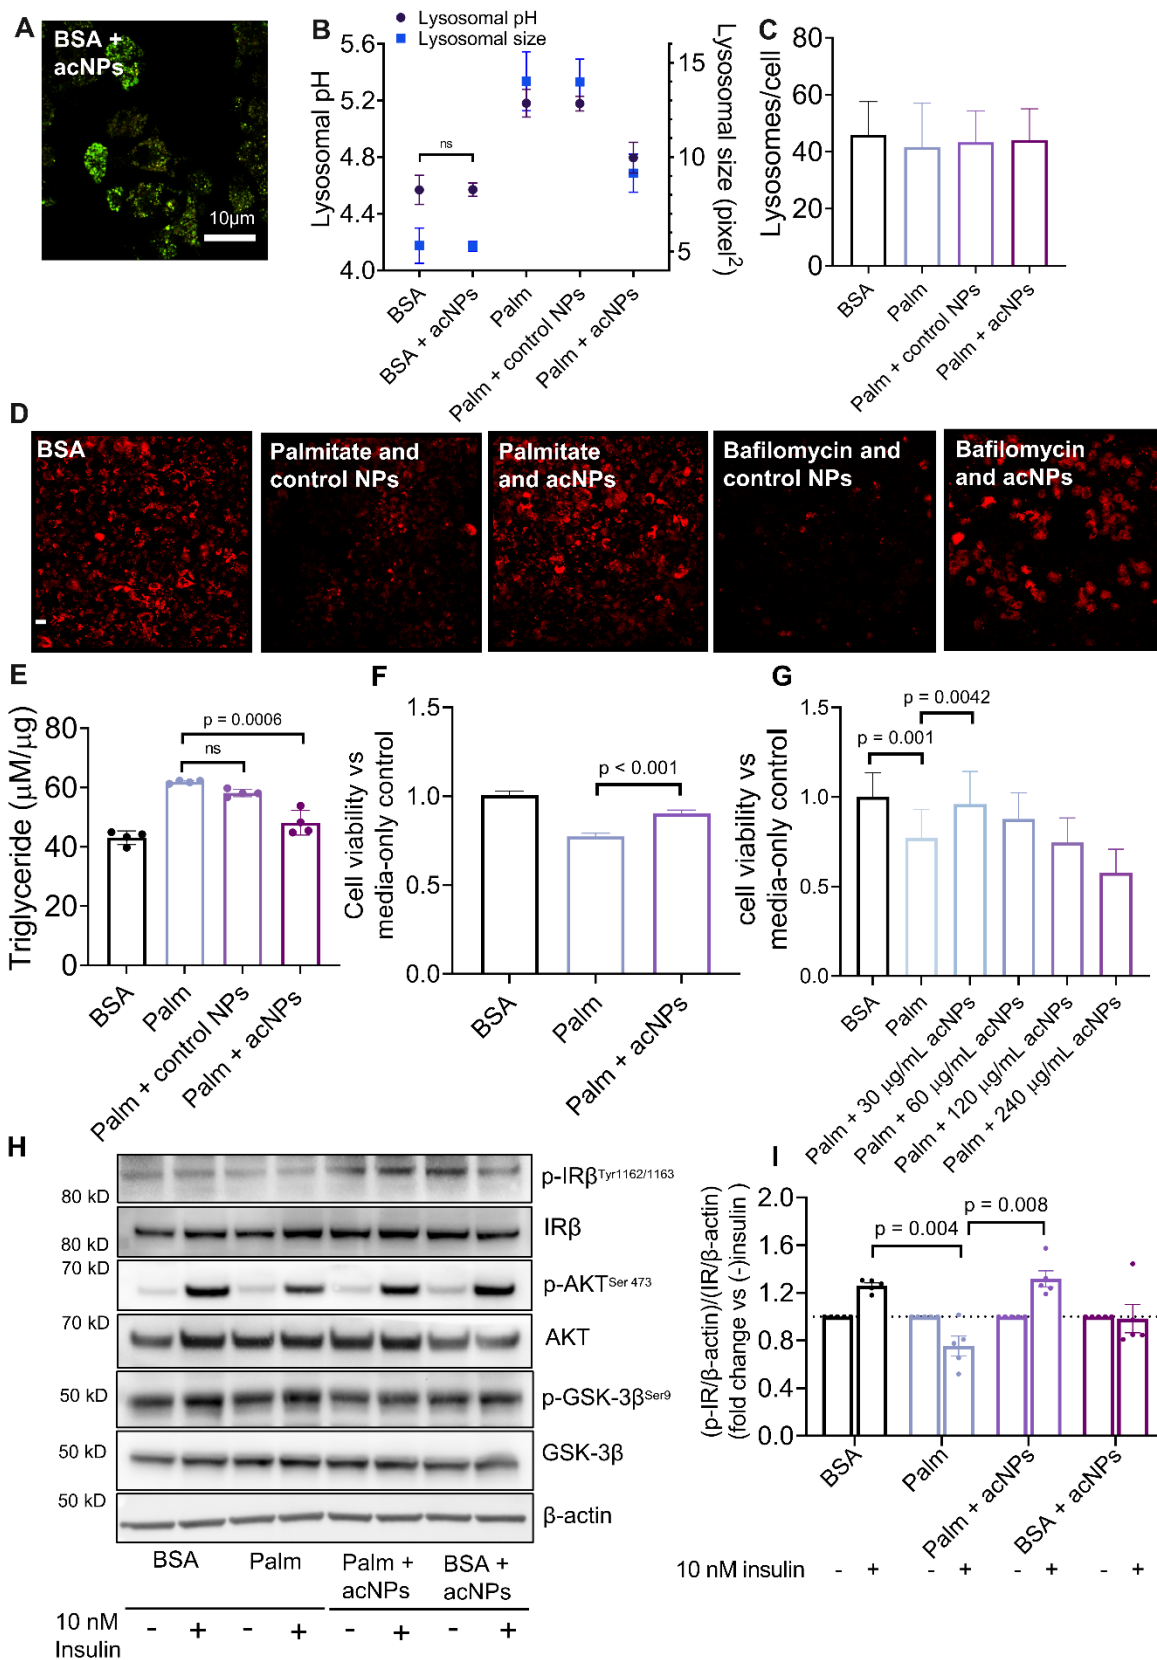 A
BSA +
acNPs
10µm
B
Lysosomal pH
Lysosomal size
5.6
5.2
4.8
4.4
4.0
Lysosomal pH
ns
15
10
5
Lysosomal size (pixel²)
BSA
BSA + acNPs
Palm
Palm + control NPs
Palm + acNPs
C
80
60
40
20
0
Lysosomes/cell
BSA
Palm
Palm + control NPs
Palm + acNPs
D
BSA
Palmitate and
control NPs
Palmitate
and acNPs
Bafilomycin and
control NPs
Bafilomycin
and acNPs
E
Triglyceride (µM/µg)
80
60
40
20
0
p = 0.0006
ns
BSA
Palm
Palm + control NPs
Palm + acNPs
F
Cell viability vs
media-only control
1.5
1.0
0.5
0.0
p < 0.001
BSA
Palm
Palm + acNPs
G
cell viability vs
media-only control
1.5
1.0
0.5
0.0
p = 0.0042
p = 0.001
BSA
Palm
Palm + 30 µg/mL acNPs
Palm + 60 µg/mL acNPs
Palm + 120 µg/mL acNPs
Palm + 240 µg/mL acNPs
H
80 kD
p-IRβTyr1162/1163
80 kD
IRβ
70 kD
p-AKTSer 473
70 kD
AKT
50 kD
p-GSK-3βSer9
50 kD
GSK-3β
50 kD
β-actin
BSA
Palm
Palm +
acNPs
BSA +
acNPs
10 nM
Insulin
- + - + - + - +
I
(p-IR/β-actin)/(IR/β-actin)
(fold change vs (-)insulin)
2.0
1.6
1.2
0.8
0.4
0.0
p = 0.004
p = 0.008
BSA
Palm
Palm + acNPs
BSA + acNPs
10 nM insulin - + - + - + - +